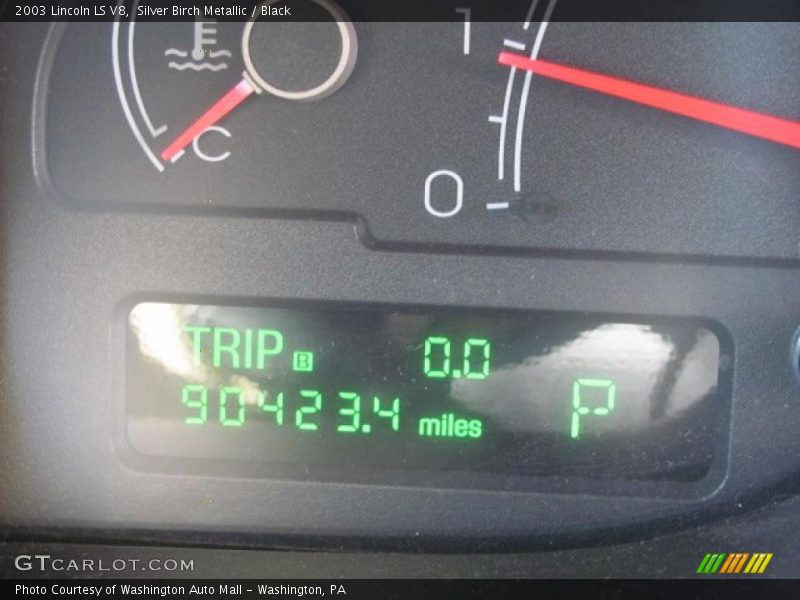 2003 Lincoln LS V8, Silver Birch Metallic / Black
1
C
0
TRIP B 0.0
90423.4 miles P
GTCARLOT.COM
Photo Courtesy of Washington Auto Mall - Washington, PA